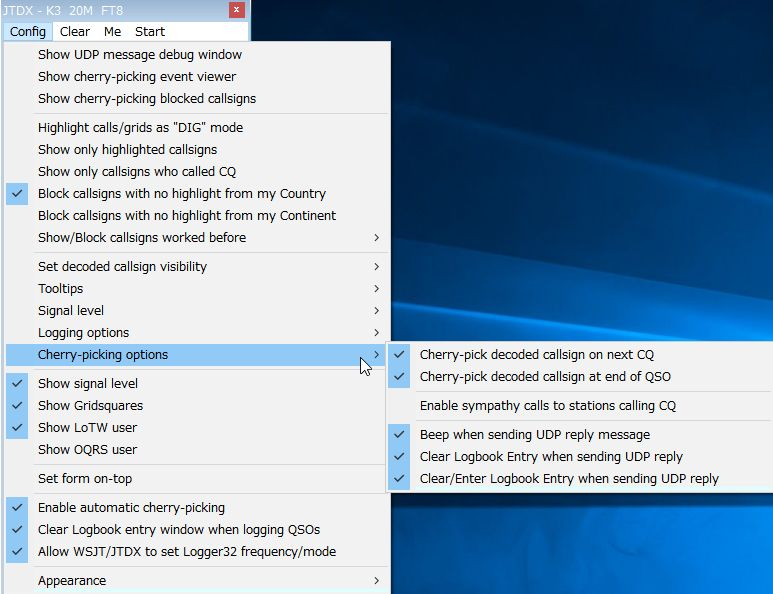 JTDX - K3 20M FT8 x
Config Clear Me Start
Show UDP message debug window
Show cherry-picking event viewer
Show cherry-picking blocked callsigns
Highlight calls/grids as "DIG" mode
Show only highlighted callsigns
Show only callsigns who called CQ
Block callsigns with no highlight from my Country
Block callsigns with no highlight from my Continent
Show/Block callsigns worked before
Set decoded callsign visibility
Tooltips
Signal level
Logging options
Cherry-picking options
Show signal level
Show Gridsquares
Show LoTW user
Show OQRS user
Set form on-top
Enable automatic cherry-picking
Clear Logbook entry window when logging QSOs
Allow WSJT/JTDX to set Logger32 frequency/mode
Appearance
Cherry-pick decoded callsign on next CQ
Cherry-pick decoded callsign at end of QSO
Enable sympathy calls to stations calling CQ
Beep when sending UDP reply message
Clear Logbook Entry when sending UDP reply
Clear/Enter Logbook Entry when sending UDP reply